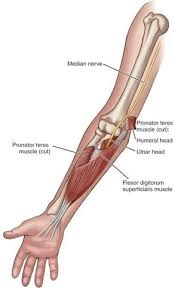 Median nerve
Pronator teres
muscle (cut)
Pronator teres
muscle (cut):
Humeral head
Ulnar head
Flexor digitorum
superficialis muscle